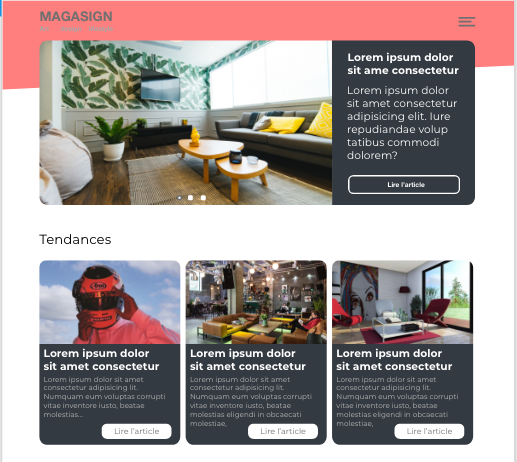 MAGASIGN
Lorem ipsum dolor
sit ame consectetur
Lorem ipsum dolor
sit amet consectetur
adipisicing elit. Iure
repudiandae volup
tatibus commodi
dolorem?
Lire l'article
Tendances
Lorem ipsum dolor
sit amet consectetur
Lorem ipsum dolor sit amet
consectetur adipisicing lit.
Numquam eum voluptas corrupti
vitae inventore iusto, beatae
molestias...
Lire l'article
Lorem ipsum dolor
sit amet consectetur
Lorem ipsum dolor sit amet
consectetur adipisicing lit.
Numquam eum voluptas corrupti
vitae inventore iusto, beatae
molestias eligendi in obcaecati
molestiae,
Lire l'article
Lorem ipsum dolor
sit amet consectetur
Lorem ipsum dolor sit amet
consectetur adipisicing lit.
Numquam eum voluptas corrupti
vitae inventore iusto, beatae
molestias eligendi in obcaecati
molestiae,
Lire l'article